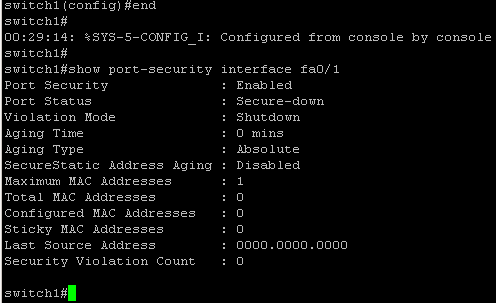 switch1(config)#end
switch1#
00:29:14: %SYS-5-CONFIG_I: Configured from console by console
switch1#
switch1#show port-security interface fa0/1
Port Security              : Enabled
Port Status                : Secure-down
Violation Mode             : Shutdown
Aging Time                 : 0 mins
Aging Type                 : Absolute
SecureStatic Address Aging : Disabled
Maximum MAC Addresses      : 1
Total MAC Addresses        : 0
Configured MAC Addresses   : 0
Sticky MAC Addresses       : 0
Last Source Address        : 0000.0000.0000
Security Violation Count   : 0
switch1#